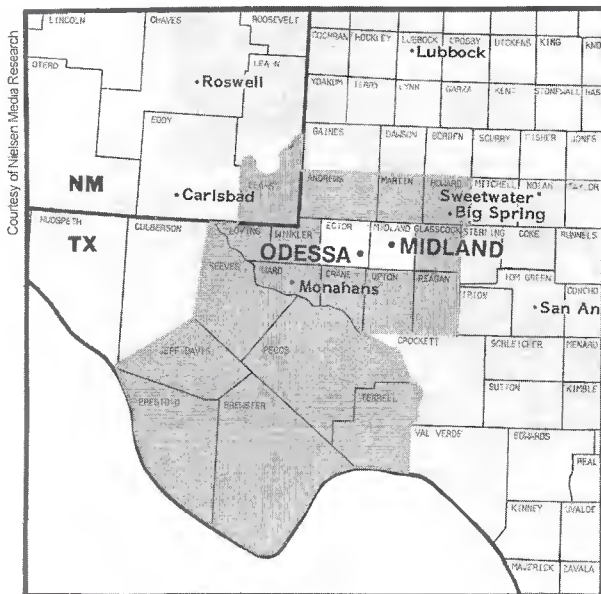 Courtesy of Nielsen Media Research
LINCOLN CHAVES ROOSEVELT
COCHRAN HOCKLEY LUBBOCK CROSBY DICKENS KING KNO
Lubbock
OTERO LEA-N
Roswell
YOAKUM TERRY LYNN GARZA KENT STONEWALL HAS
EDDY
GAINES DAWSON BORDEN SCURRY FISHER JONES
NM Carlsbad
ANDREWS MARTIN HOWARD MITCHELL NOLAN TAYLOR
Sweetwater
Big Spring
HUDSPETH CULBERSON
TX
LOVING WINKLER ECTOR MIDLAND GLASSCOCK STERLING COKE RUNNELS
ODESSA MIDLAND
REEVES WARD CRANE UPTON REAGAN TOM GREEN CONCHO
Monahans IRION San An
CROCKETT
JEFF DAVIS PECOS SCHLEICHER MENARD
SUTTON KIMBLE
PRESIDIO BREWSTER TERRELL
VAL VERDE EDWARDS
REAL
KINNEY UVALDE
MAVERICK ZAVALA